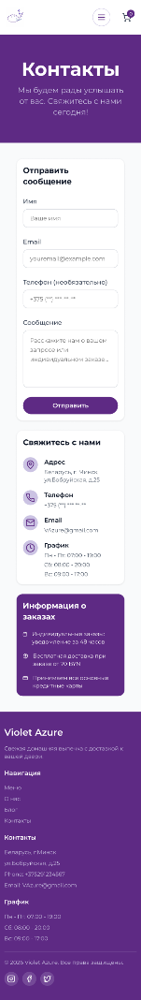 0
Контакты
Мы будем рады услышать
от вас. Свяжитесь с нами
сегодня!
Отправить
сообщение
Имя
Ваше имя
Email
youremail@example.com
Телефон (необязательно)
+375 (**) ***-**-**
Сообщение
Расскажите нам о вашем
запросе или
индивидуальном заказе...
Отправить
Свяжитесь с нами
Адрес
Беларусь, г. Минск
ул.Бобруйская, д.25
Телефон
+375 (**) ***-**-**
Email
VAzure@gmail.com
График
Пн - Пт: 07:00 - 19:00
Сб: 08:00 - 20:00
Вс: 09:00 - 17:00
Информация о
заказах
Индивидуальные заказы:
уведомление за 48 часов
Бесплатная доставка при
заказе от 70 BYN
Принимаем все основные
кредитные карты
Violet Azure
Свежая домашняя выпечка с доставкой к
вашей двери.
Навигация
Меню
О нас
Блог
Контакты
Контакты
Беларусь, г.Минск
ул.Бобруйская, д.25
Phone: +375291234567
Email: VAzure@gmail.com
График
Пн - Пт: 07:00 - 19:00
Сб: 08:00 - 20:00
Вс: 09:00 - 17:00
© 2026 Violet Azure. Все права защищены.